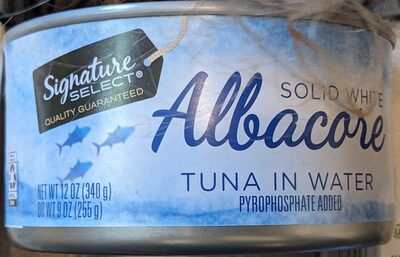 Signature
SELECT®
QUALITY GUARANTEED
SOLID WHITE
Albacore
TUNA IN WATER
PYROPHOSPHATE ADDED
NET WT 12 OZ (340 g)
DR WT 9 OZ (255 g)